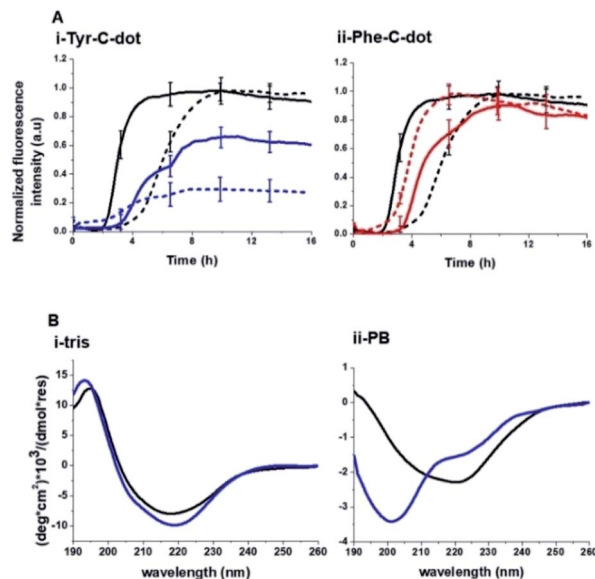 A
i-Tyr-C-dot
ii-Phe-C-dot
Normalized fluorescence
intensity (a.u)
1.0
0.8
0.6
0.4
0.2
0.0
0 4 8 12 16
Time (h)
1.0
0.8
0.6
0.4
0.2
0.0
0 4 8 12 16
Time (h)
B
i-tris
ii-PB
(deg*cm²)*10³/(dmol*res)
15
10
5
0
-5
-10
190 200 210 220 230 240 250 260
wavelength (nm)
1
0
-1
-2
-3
-4
190 200 210 220 230 240 250 260
wavelength (nm)